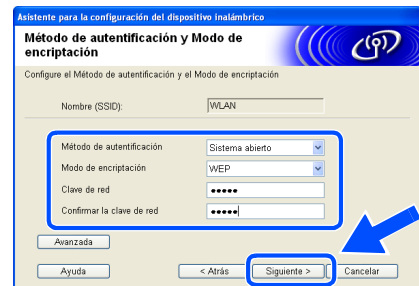 Asistente para la configuración del dispositivo inalámbrico
Método de autentificación y Modo de
encriptación
Configure el Método de autentificación y el Modo de encriptación
Nombre (SSID): WLAN
Método de autentificación Sistema abierto
Modo de encriptación WEP
Clave de red •••••
Confirmar la clave de red •••••
Avanzada
Ayuda < Atrás Siguiente > Cancelar